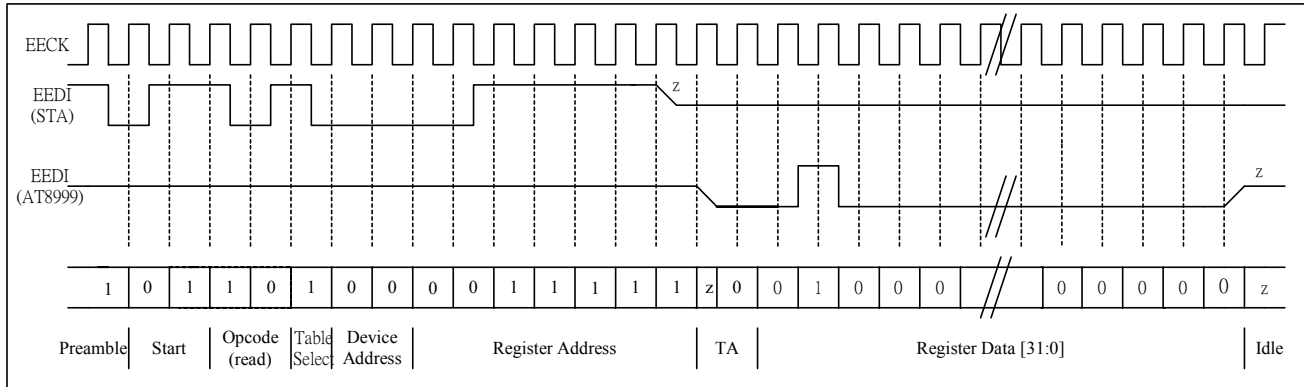 EECK
EEDI
(STA)
z
EEDI
(AT8999)
z
1 0 1 1 0 1 0 0 0 0 1 1 1 1 1 z 0 0 1 0 0 0 0 0 0 0 0 z
Preamble Start Opcode
(read) Table
Select Device
Address Register Address TA Register Data [31:0] Idle